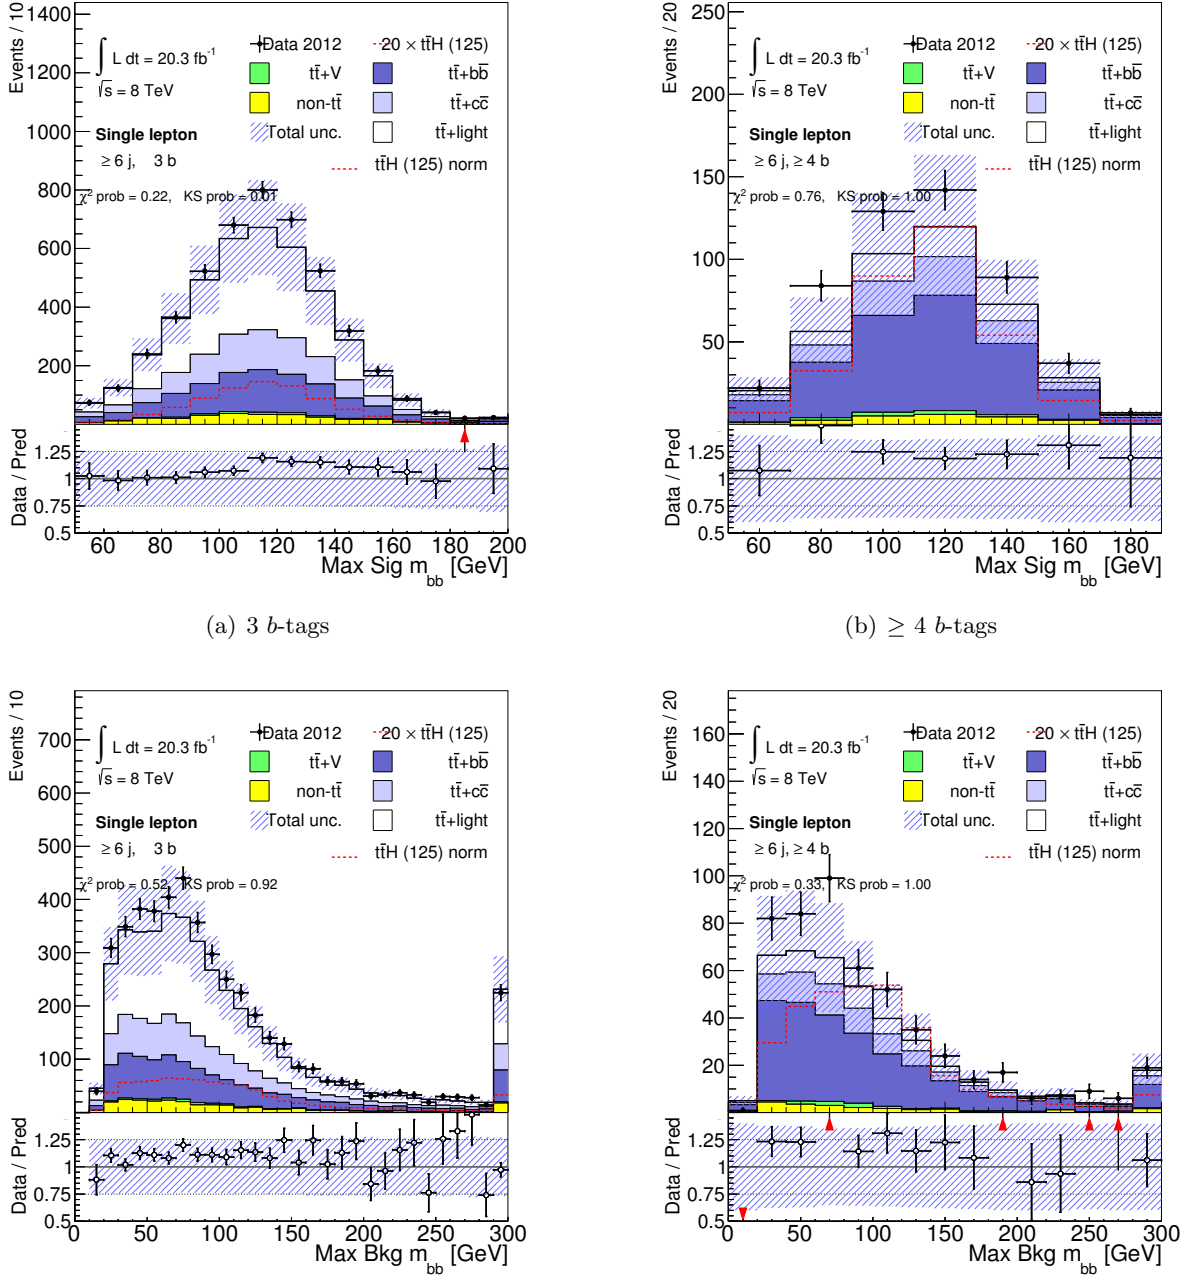 Events / 10
1400
1200
1000
800
600
400
200
∫ L dt = 20.3 fb⁻¹
√s = 8 TeV
Single lepton
≥ 6 j, 3 b
χ² prob = 0.22, KS prob = 0.01
Data 2012
20 × tt̄H (125)
tt̄+V
tt̄+bb̄
non-tt̄
tt̄+cc̄
Total unc.
tt̄+light
tt̄H (125) norm
Data / Pred
1.25
1
0.75
0.5
60 80 100 120 140 160 180 200
Max Sig m_bb [GeV]
(a) 3 b-tags
Events / 20
250
200
150
100
50
∫ L dt = 20.3 fb⁻¹
√s = 8 TeV
Single lepton
≥ 6 j, ≥ 4 b
χ² prob = 0.76, KS prob = 1.00
Data 2012
20 × tt̄H (125)
tt̄+V
tt̄+bb̄
non-tt̄
tt̄+cc̄
Total unc.
tt̄+light
tt̄H (125) norm
Data / Pred
1.25
1
0.75
0.5
60 80 100 120 140 160 180
Max Sig m_bb [GeV]
(b) ≥ 4 b-tags
Events / 10
700
600
500
400
300
200
100
∫ L dt = 20.3 fb⁻¹
√s = 8 TeV
Single lepton
≥ 6 j, 3 b
χ² prob = 0.52, KS prob = 0.92
Data 2012
20 × tt̄H (125)
tt̄+V
tt̄+bb̄
non-tt̄
tt̄+cc̄
Total unc.
tt̄+light
tt̄H (125) norm
Data / Pred
1.25
1
0.75
0.5
0 50 100 150 200 250 300
Max Bkg m_bb [GeV]
Events / 20
160
140
120
100
80
60
40
20
∫ L dt = 20.3 fb⁻¹
√s = 8 TeV
Single lepton
≥ 6 j, ≥ 4 b
χ² prob = 0.33, KS prob = 1.00
Data 2012
20 × tt̄H (125)
tt̄+V
tt̄+bb̄
non-tt̄
tt̄+cc̄
Total unc.
tt̄+light
tt̄H (125) norm
Data / Pred
1.25
1
0.75
0.5
0 50 100 150 200 250 300
Max Bkg m_bb [GeV]